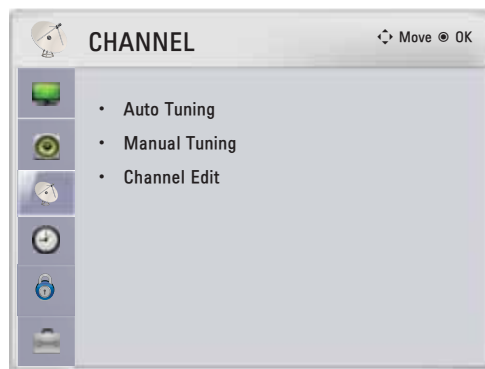 CHANNEL
Move ◉ OK
• Auto Tuning
• Manual Tuning
• Channel Edit